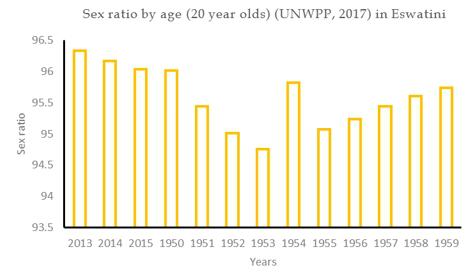 Sex ratio by age (20 year olds) (UNWPP, 2017) in Eswatini
96.5
96
95.5
95
94.5
94
93.5
Sex ratio
2013 2014 2015 1950 1951 1952 1953 1954 1955 1956 1957 1958 1959
Years